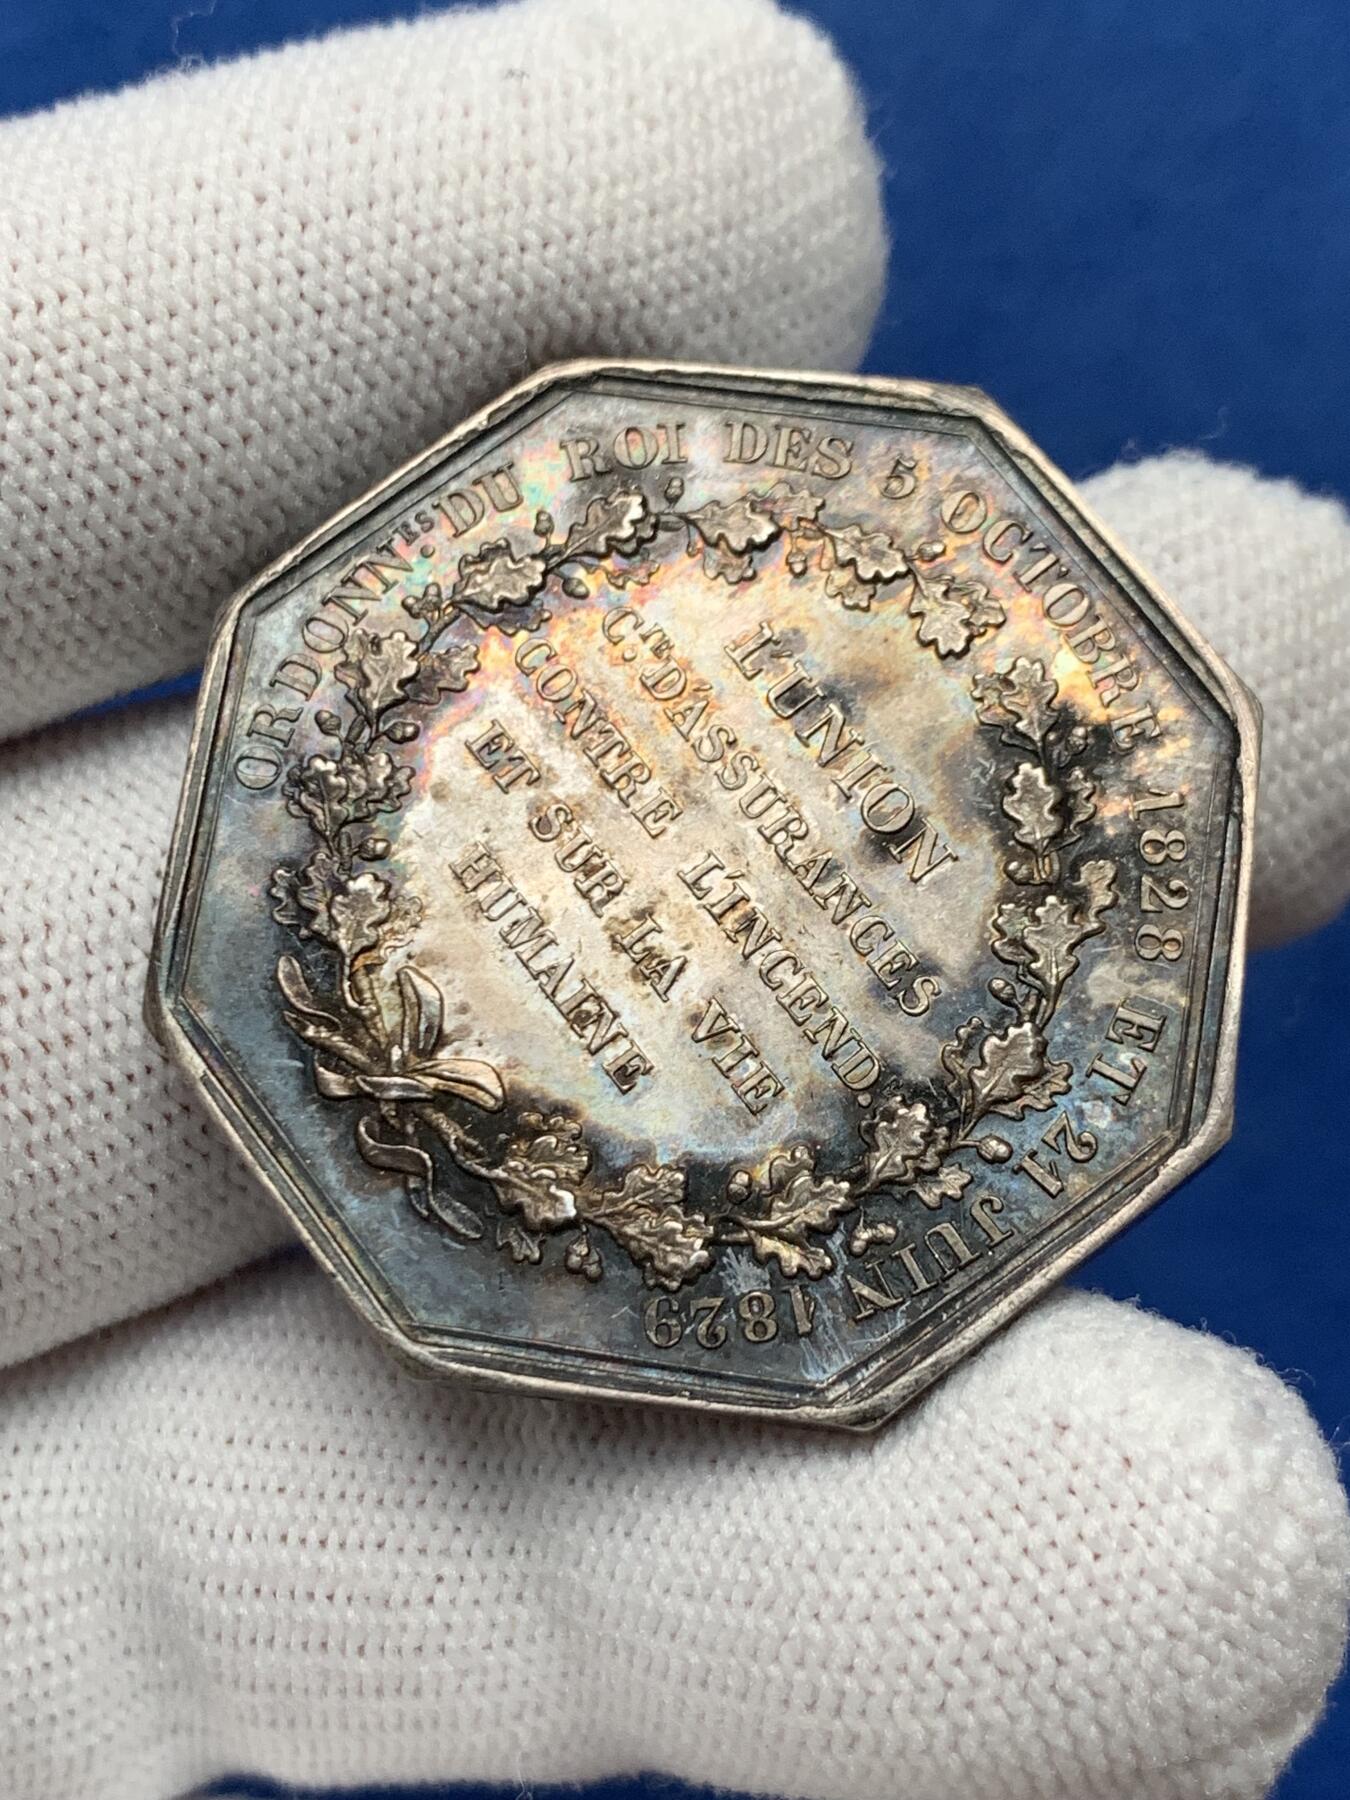 ORDONN.ᴱˢ DU ROI DES 5 OCTOBRE 1828 ET 21 JUIN 1829
L'UNION
C.ᵀᴱ D'ASSURANCES
CONTRE L'INCEND.
ET SUR LA VIE
HUMAINE